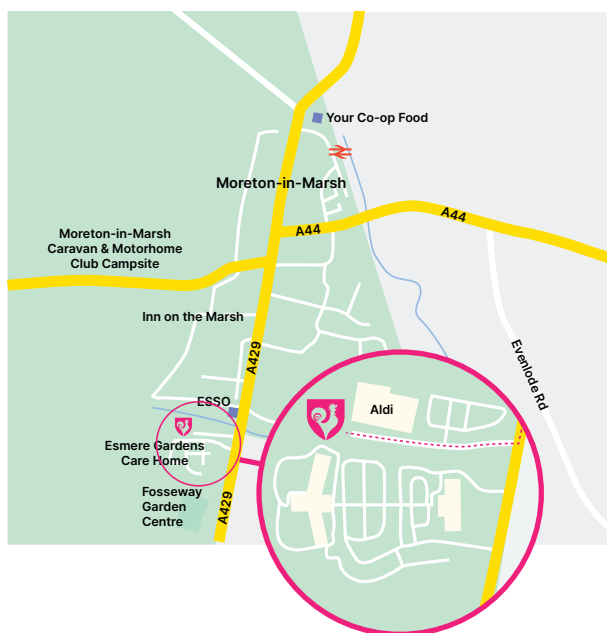 Your Co-op Food
Moreton-in-Marsh
A44
A44
Moreton-in-Marsh
Caravan & Motorhome
Club Campsite
Inn on the Marsh
A429
Evenlode Rd
ESSO
Aldi
Esmere Gardens
Care Home
Fosseway
Garden
Centre
A429